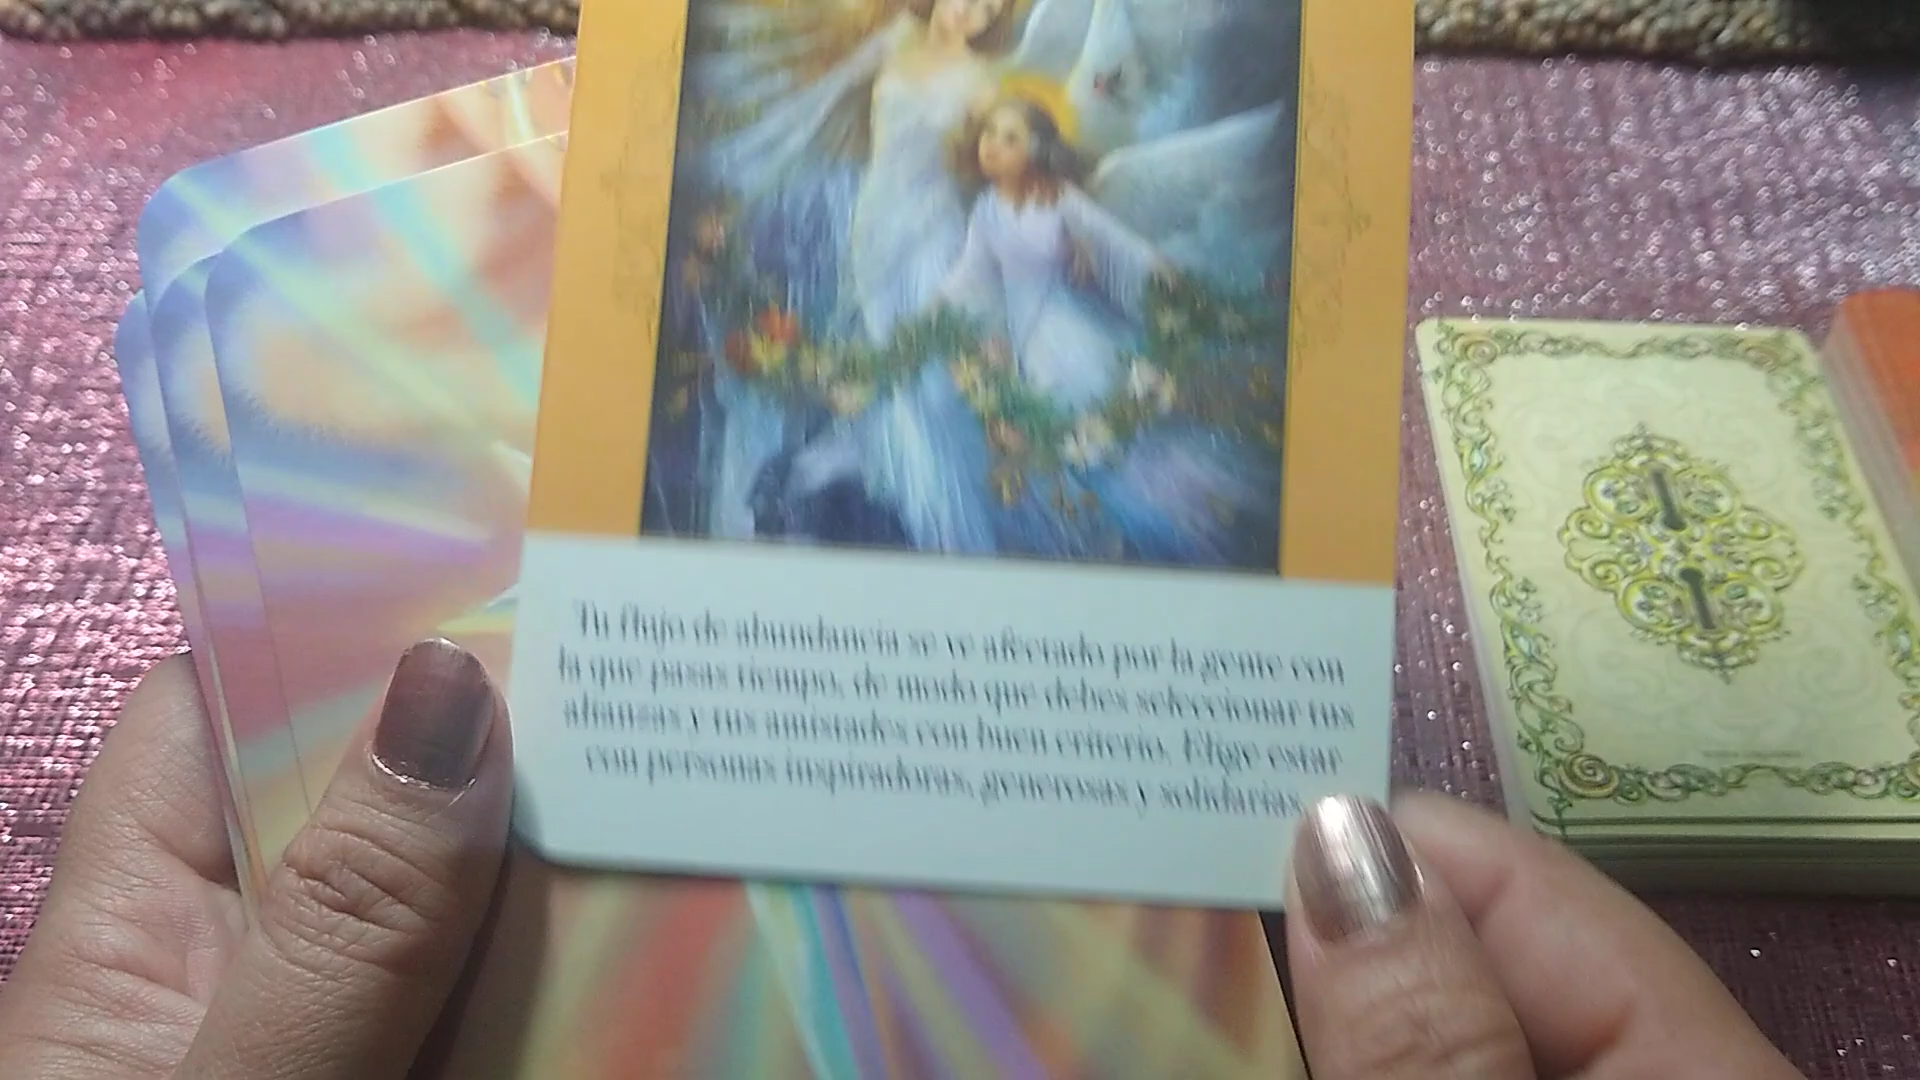 Tu flujo de abundancia se ve afectado por la gente con
la que pasas tiempo, de modo que debes seleccionar tus
alianzas y tus amistades con buen criterio. Elige estar
con personas inspiradoras, generosas y solidarias.